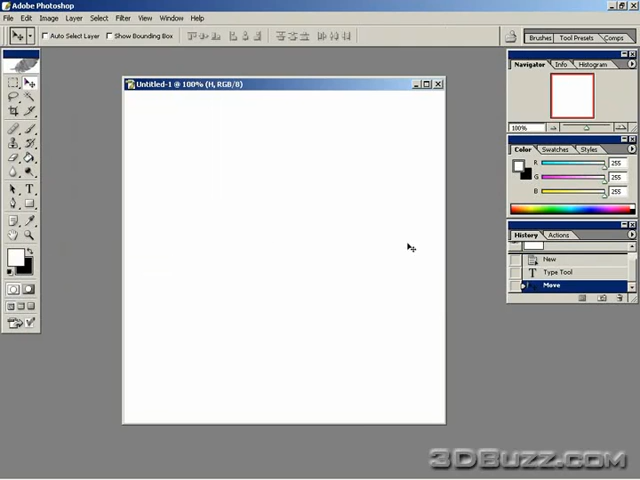 Adobe Photoshop
File Edit Image Layer Select Filter View Window Help
Auto Select Layer Show Bounding Box Brushes Tool Presets Comps
Untitled-1 @ 100% (H, RGB/8)
Navigator Info Histogram
100%
Color Swatches Styles
R 255
G 255
B 255
History Actions
New
T Type Tool
Move
T
3DBuzz.com